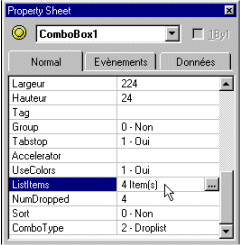 Property Sheet
ComboBox1 1By1
Normal Evènements Données
Largeur 224
Hauteur 24
Tag
Group 0 - Non
Tabstop 1 - Oui
Accelerator
UseColors 1 - Oui
ListItems 4 Item(s) ...
NumDropped 4
Sort 0 - Non
ComboType 2 - Droplist